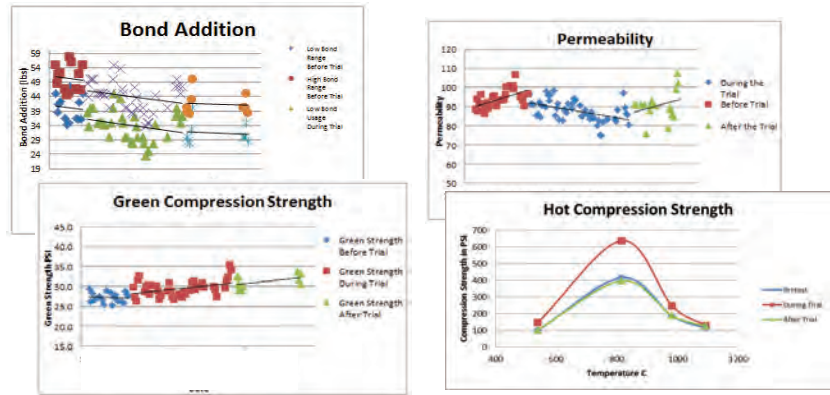 Bond Addition
Bond Addition (lbs)
59
54
49
44
39
34
29
24
19
Low Bond
Range
Before Trial
High Bond
Range
Before Trial
Low Bond
Usage
During Trial
Permeability
Permeability
120
110
100
90
80
70
60
50
During the
Trial
Before Trial
After the Trial
Green Compression Strength
Green Strength PSI
45.0
40.0
35.0
30.0
25.0
20.0
15.0
Green Strength
Before Trial
Green Strength
During Trial
Green Strength
After Trial
Hot Compression Strength
Compression Strength in PSI
700
600
500
400
300
200
100
0
400
600
800
1000
1200
Temperature C
During Trial
After Trial